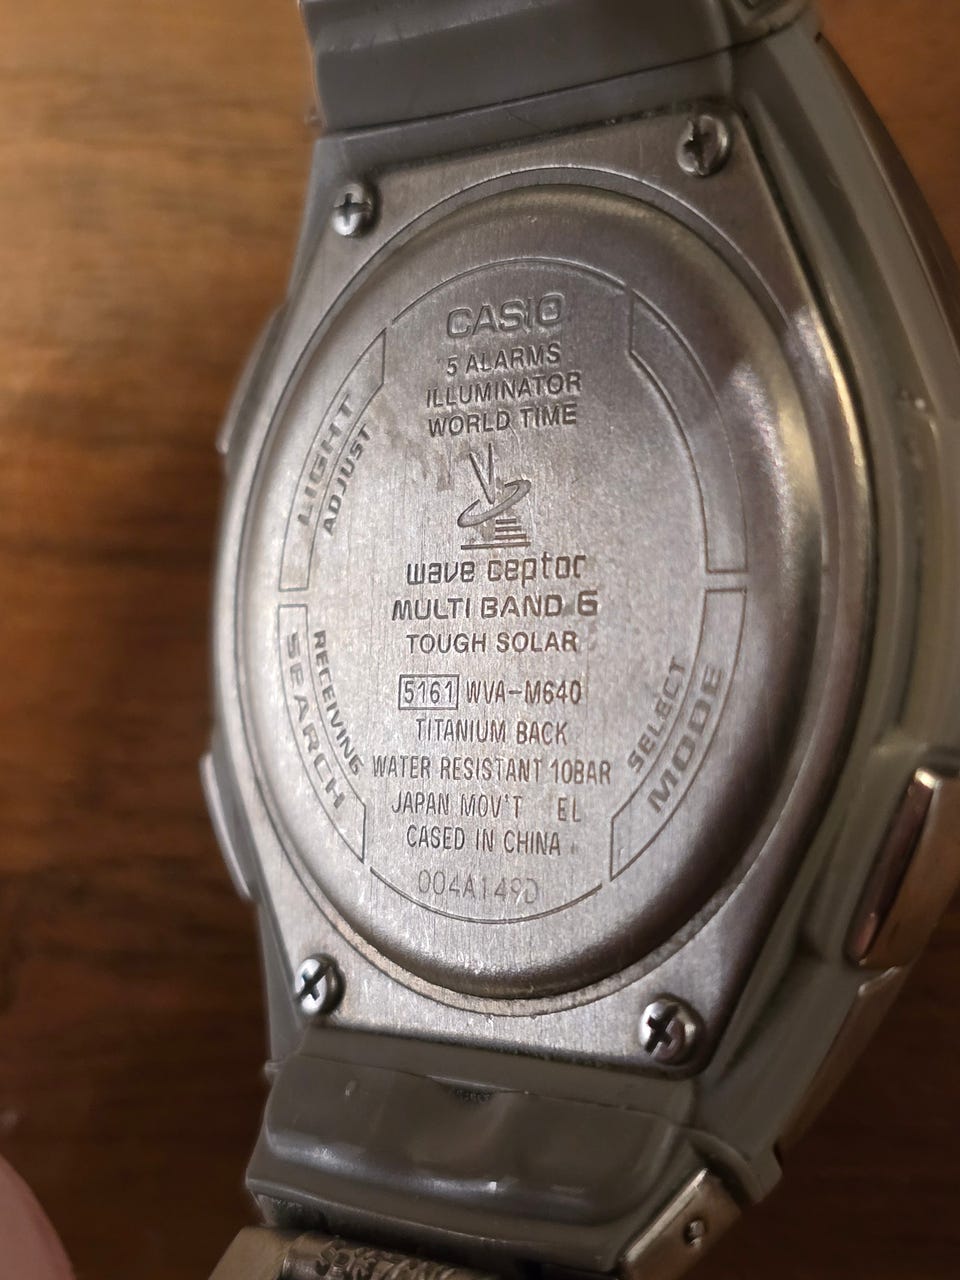 CASIO
5 ALARMS
ILLUMINATOR
WORLD TIME
LIGHT
ADJUST
wave ceptor
MULTI BAND 6
TOUGH SOLAR
RECEIVING
SEARCH
5161 WVA-M640
SELECT
MODE
TITANIUM BACK
WATER RESISTANT 10BAR
JAPAN MOV'T EL
CASED IN CHINA
004A149D